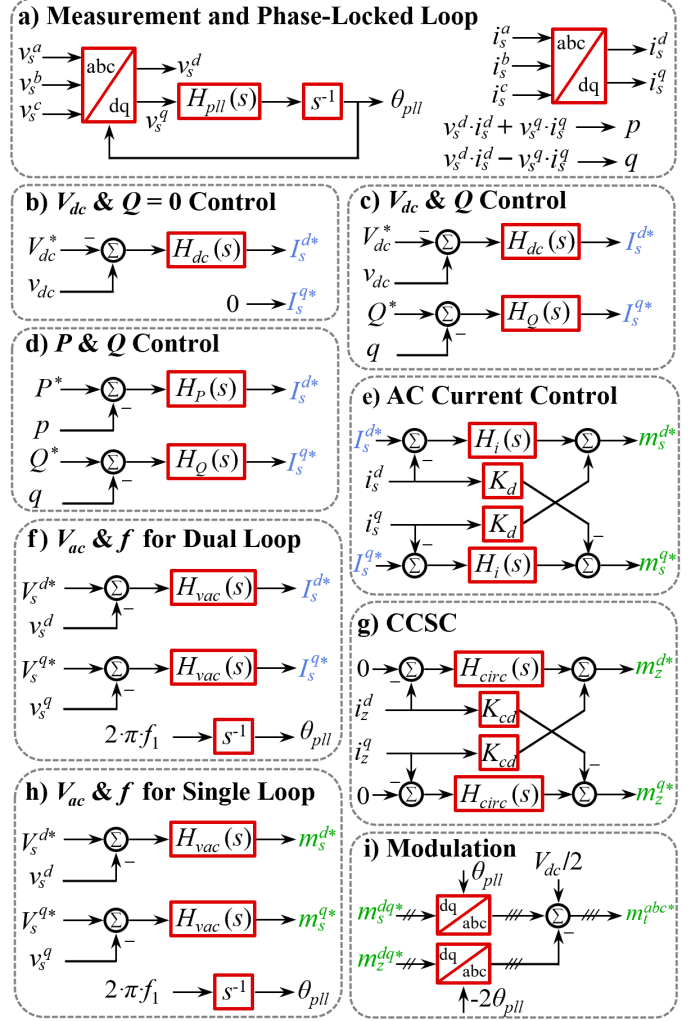 a) Measurement and Phase-Locked Loop
v_s^a
v_s^b
v_s^c
abc
dq
v_s^d
v_s^q
H_pll(s)
s^-1
θ_pll
i_s^a
i_s^b
i_s^c
abc
dq
i_s^d
i_s^q
v_s^d·i_s^d + v_s^q·i_s^q p
v_s^d·i_s^d − v_s^q·i_s^q q
b) V_dc & Q = 0 Control
V_dc^* − Σ H_dc(s) I_s^d*
v_dc
0 I_s^q*
c) V_dc & Q Control
V_dc^* − Σ H_dc(s) I_s^d*
v_dc
Q* Σ H_Q(s) I_s^q*
q −
d) P & Q Control
P* Σ H_P(s) I_s^d*
p −
Q* Σ H_Q(s) I_s^q*
q −
e) AC Current Control
I_s^d* Σ H_i(s) Σ m_s^d*
−
i_s^d K_d
i_s^q K_d
− −
I_s^q* Σ H_i(s) Σ m_s^q*
f) V_ac & f for Dual Loop
V_s^d* Σ H_vac(s) I_s^d*
v_s^d −
V_s^q* Σ H_vac(s) I_s^q*
v_s^q −
2·π·f_1 s^-1 θ_pll
g) CCSC
0 Σ H_circ(s) Σ m_z^d*
−
i_z^d K_cd
i_z^q K_cd
− −
0 Σ H_circ(s) Σ m_z^q*
h) V_ac & f for Single Loop
V_s^d* Σ H_vac(s) m_s^d*
v_s^d −
V_s^q* Σ H_vac(s) m_s^q*
v_s^q −
2·π·f_1 s^-1 θ_pll
i) Modulation
θ_pll V_dc/2
m_s^dq* dq abc Σ m_t^abc*
−
m_z^dq* dq abc
-2θ_pll